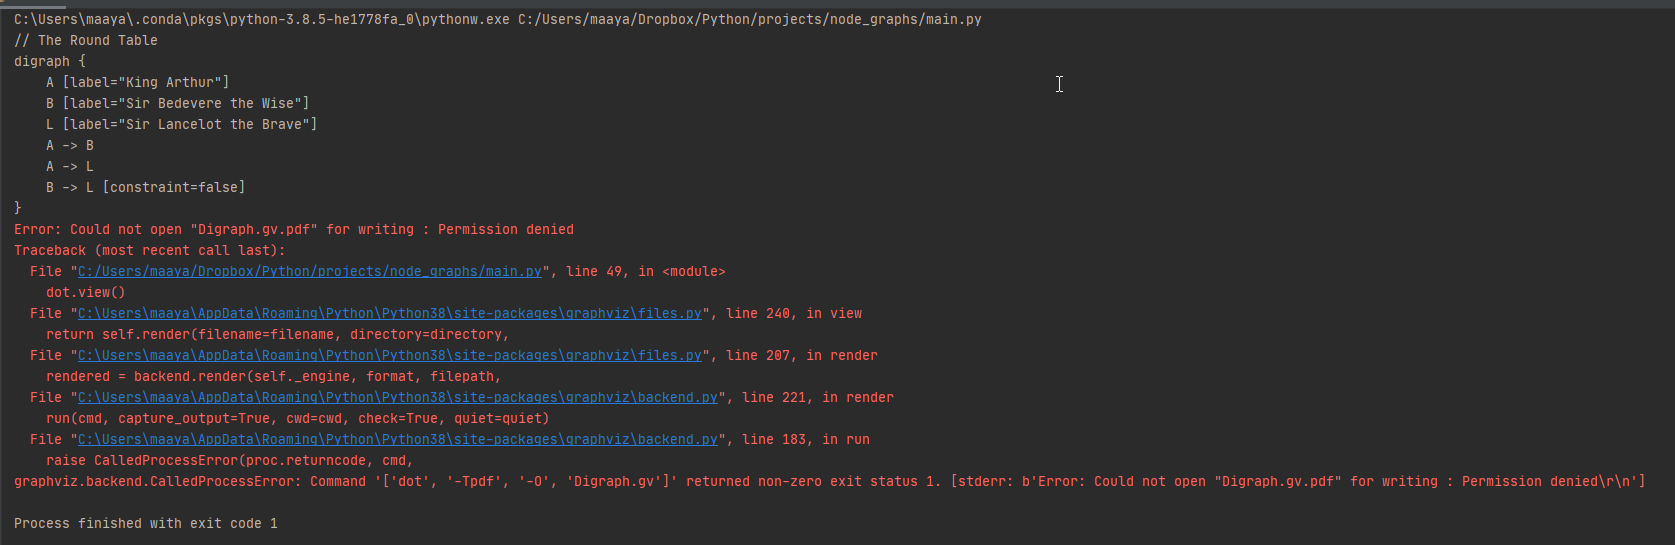 C:\Users\maaya\.conda\pkgs\python-3.8.5-he1778fa_0\pythonw.exe C:/Users/maaya/Dropbox/Python/projects/node_graphs/main.py
// The Round Table
digraph {
    A [label="King Arthur"]
    B [label="Sir Bedevere the Wise"]
    L [label="Sir Lancelot the Brave"]
    A -> B
    A -> L
    B -> L [constraint=false]
}
Error: Could not open "Digraph.gv.pdf" for writing : Permission denied
Traceback (most recent call last):
  File "C:/Users/maaya/Dropbox/Python/projects/node_graphs/main.py", line 49, in <module>
    dot.view()
  File "C:\Users\maaya\AppData\Roaming\Python\Python38\site-packages\graphviz\files.py", line 240, in view
    return self.render(filename=filename, directory=directory,
  File "C:\Users\maaya\AppData\Roaming\Python\Python38\site-packages\graphviz\files.py", line 207, in render
    rendered = backend.render(self._engine, format, filepath,
  File "C:\Users\maaya\AppData\Roaming\Python\Python38\site-packages\graphviz\backend.py", line 221, in render
    run(cmd, capture_output=True, cwd=cwd, check=True, quiet=quiet)
  File "C:\Users\maaya\AppData\Roaming\Python\Python38\site-packages\graphviz\backend.py", line 183, in run
    raise CalledProcessError(proc.returncode, cmd,
graphviz.backend.CalledProcessError: Command '['dot', '-Tpdf', '-O', 'Digraph.gv']' returned non-zero exit status 1. [stderr: b'Error: Could not open "Digraph.gv.pdf" for writing : Permission denied\r\n']
Process finished with exit code 1